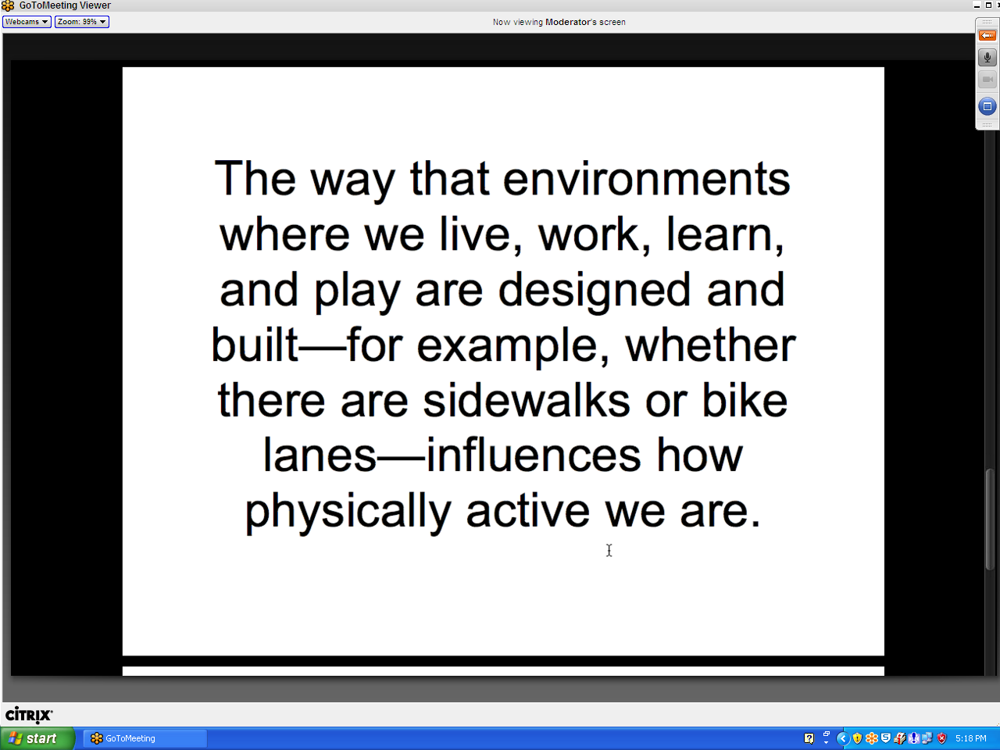 GoToMeeting Viewer
Webcams
Zoom: 99%
Now viewing Moderator's screen
The way that environments
where we live, work, learn,
and play are designed and
built—for example, whether
there are sidewalks or bike
lanes—influences how
physically active we are.
CITRIX
start
GoToMeeting
5:18 PM